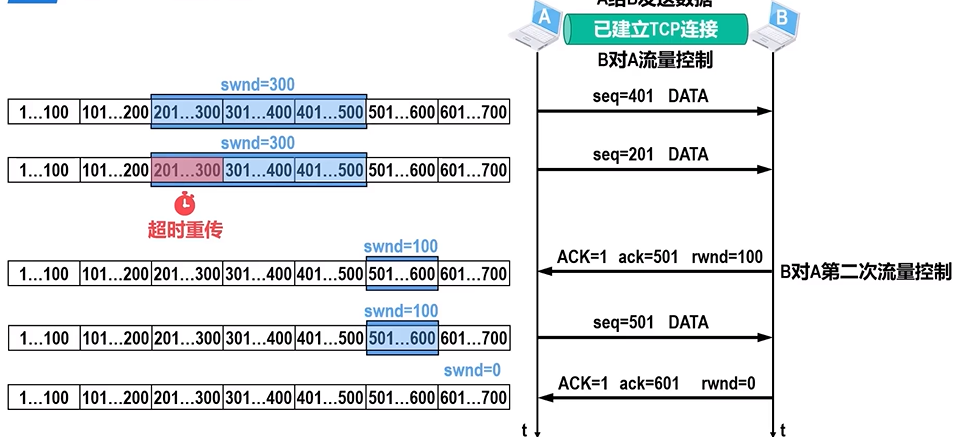 A给B发送数据
A
B
已建立TCP连接
B对A流量控制
swnd=300
1…100 101…200 201…300 301…400 401…500 501…600 601…700
seq=401 DATA
swnd=300
1…100 101…200 201…300 301…400 401…500 501…600 601…700
seq=201 DATA
超时重传
swnd=100
1…100 101…200 201…300 301…400 401…500 501…600 601…700
ACK=1 ack=501 rwnd=100
B对A第二次流量控制
swnd=100
1…100 101…200 201…300 301…400 401…500 501…600 601…700
seq=501 DATA
swnd=0
1…100 101…200 201…300 301…400 401…500 501…600 601…700
ACK=1 ack=601 rwnd=0
t
t